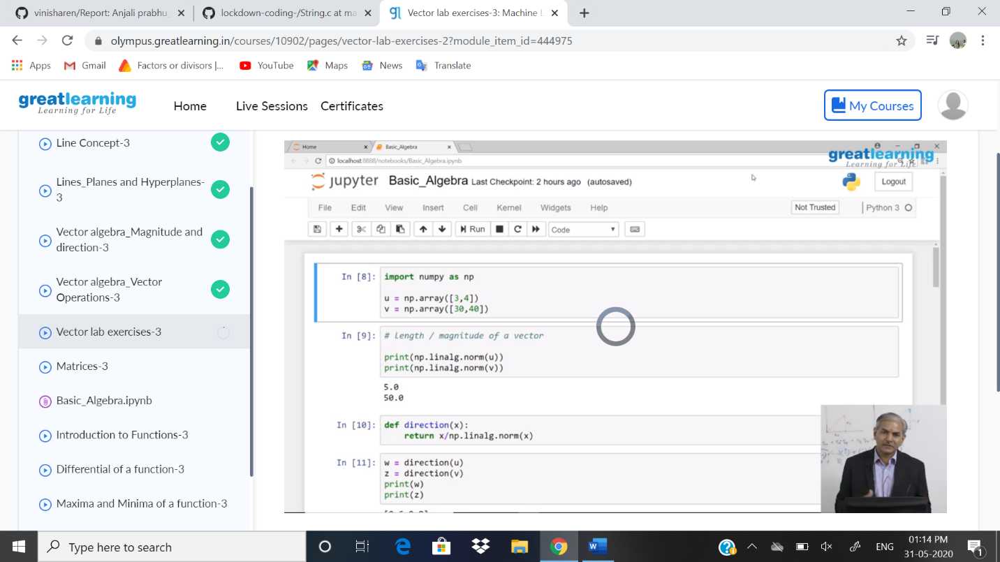 vinisharen/Report: Anjali prabhu_
lockdown-coding-/String.c at ma
Vector lab exercises-3: Machine L
olympus.greatlearning.in/courses/10902/pages/vector-lab-exercises-2?module_item_id=444975
Apps Gmail Factors or divisors |... YouTube Maps News Translate
greatlearning
Learning for Life
Home Live Sessions Certificates My Courses
Line Concept-3
Lines_Planes and Hyperplanes-
3
Vector algebra_Magnitude and
direction-3
Vector algebra_Vector
Operations-3
Vector lab exercises-3
Matrices-3
Basic_Algebra.ipynb
Introduction to Functions-3
Differential of a function-3
Maxima and Minima of a function-3
Home Basic_Algebra
localhost:8888/notebooks/Basic_Algebra.ipynb
greatlearning
Learning for Life
jupyter Basic_Algebra Last Checkpoint: 2 hours ago (autosaved) Logout
File Edit View Insert Cell Kernel Widgets Help Not Trusted Python 3
Run Code
In [8]: import numpy as np
u = np.array([3,4])
v = np.array([30,40])
In [9]: # length / magnitude of a vector
print(np.linalg.norm(u))
print(np.linalg.norm(v))
5.0
50.0
In [10]: def direction(x):
return x/np.linalg.norm(x)
In [11]: w = direction(u)
z = direction(v)
print(w)
print(z)
Type here to search
ENG 01:14 PM
31-05-2020
1